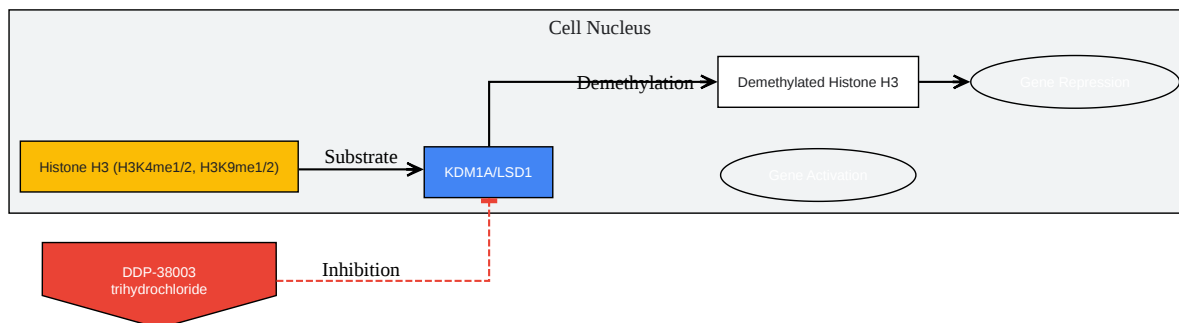 Cell Nucleus
Demethylation
Demethylated Histone H3
Gene Repression
Histone H3 (H3K4me1/2, H3K9me1/2)
Substrate
KDM1A/LSD1
Gene Activation
DDP-38003
trihydrochloride
Inhibition